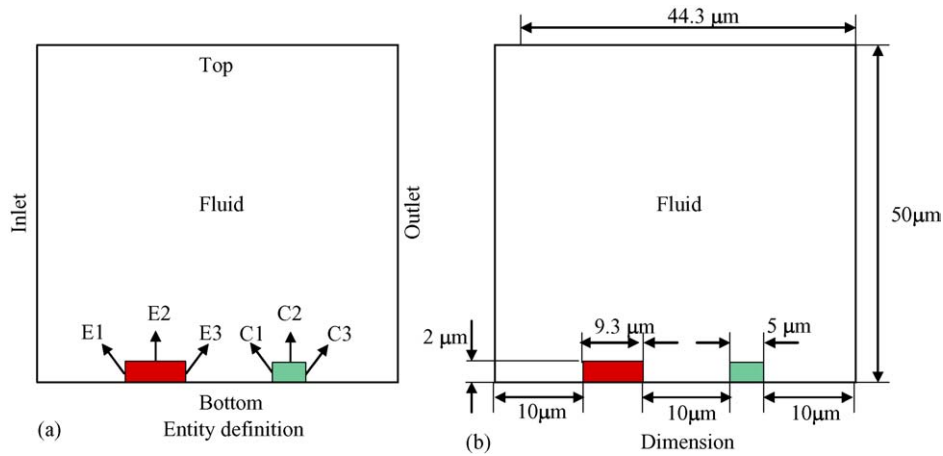 44.3 µm
Top
Inlet
Fluid
Outlet
Fluid
50µm
E1
E2
E3
C1
C2
C3
2 µm
9.3 µm
5 µm
Bottom
10µm
10µm
10µm
(a)
Entity definition
(b)
Dimension